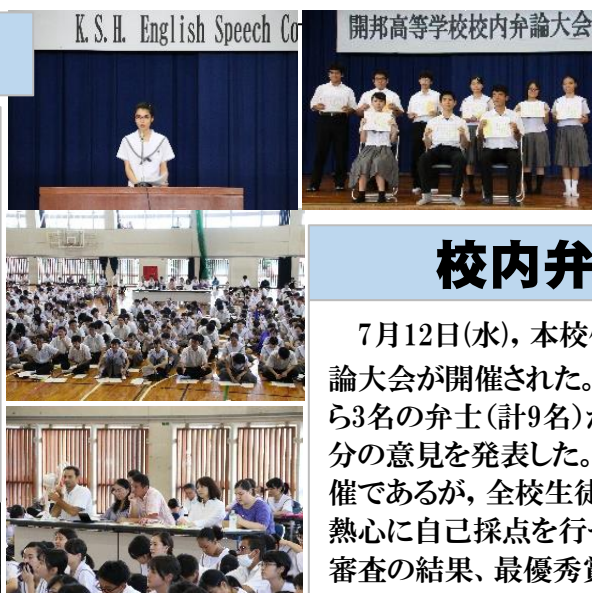 K.S.H. English Speech Co
開邦高等学校校内弁論大会
校内弁
7月12日(水)，本校
論大会が開催された。
ら3名の弁士（計9名）
分の意見を発表した。
催であるが，全校生徒
熱心に自己採点を行
審査の結果、最優秀賞